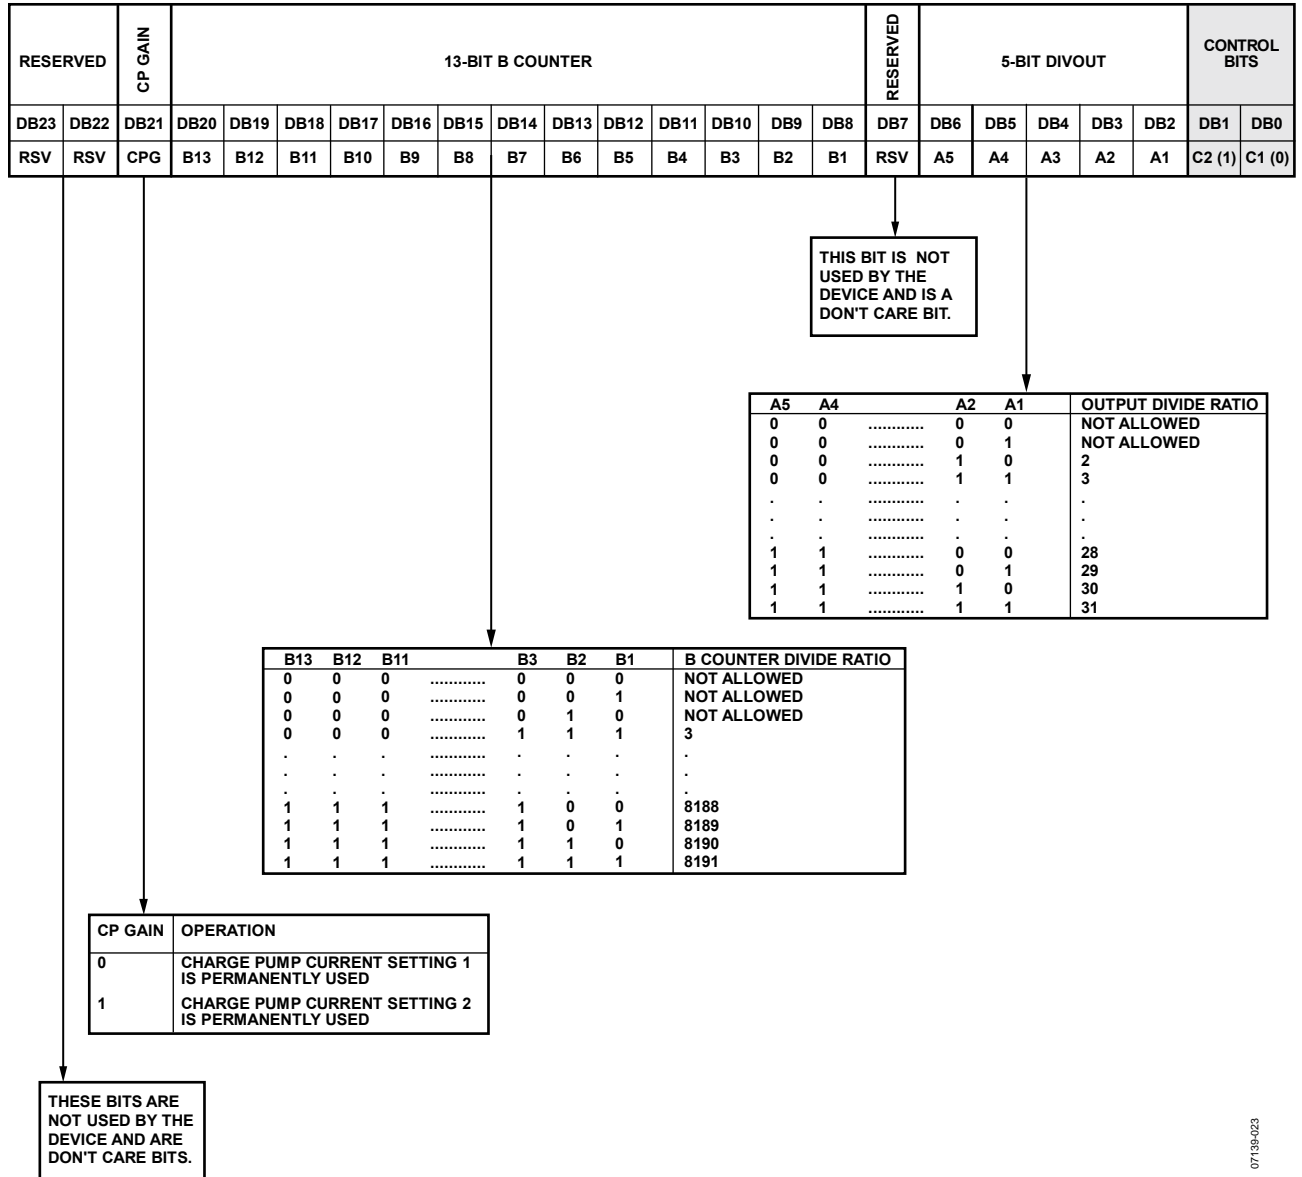 RESERVED CP GAIN 13-BIT B COUNTER RESERVED 5-BIT DIVOUT CONTROL BITS
DB23 DB22 DB21 DB20 DB19 DB18 DB17 DB16 DB15 DB14 DB13 DB12 DB11 DB10 DB9 DB8 DB7 DB6 DB5 DB4 DB3 DB2 DB1 DB0
RSV RSV CPG B13 B12 B11 B10 B9 B8 B7 B6 B5 B4 B3 B2 B1 RSV A5 A4 A3 A2 A1 C2 (1) C1 (0)
THIS BIT IS NOT
USED BY THE
DEVICE AND IS A
DON'T CARE BIT.
A5 A4 A2 A1 OUTPUT DIVIDE RATIO
0 0 ............ 0 0 NOT ALLOWED
0 0 ............ 0 1 NOT ALLOWED
0 0 ............ 1 0 2
0 0 ............ 1 1 3
. . ............ . . .
. . ............ . . .
. . ............ . . .
1 1 ............ 0 0 28
1 1 ............ 0 1 29
1 1 ............ 1 0 30
1 1 ............ 1 1 31
B13 B12 B11 B3 B2 B1 B COUNTER DIVIDE RATIO
0 0 0 ............ 0 0 0 NOT ALLOWED
0 0 0 ............ 0 0 1 NOT ALLOWED
0 0 0 ............ 0 1 0 NOT ALLOWED
0 0 0 ............ 1 1 1 3
. . . ............ . . . .
. . . ............ . . . .
. . . ............ . . . .
1 1 1 ............ 1 0 0 8188
1 1 1 ............ 1 0 1 8189
1 1 1 ............ 1 1 0 8190
1 1 1 ............ 1 1 1 8191
CP GAIN OPERATION
0 CHARGE PUMP CURRENT SETTING 1
IS PERMANENTLY USED
1 CHARGE PUMP CURRENT SETTING 2
IS PERMANENTLY USED
THESE BITS ARE
NOT USED BY THE
DEVICE AND ARE
DON'T CARE BITS.
07139-023